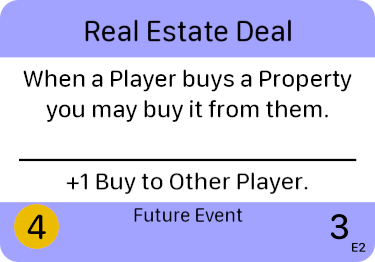 Real Estate Deal
When a Player buys a Property
you may buy it from them.
+1 Buy to Other Player.
4
Future Event
3
E2